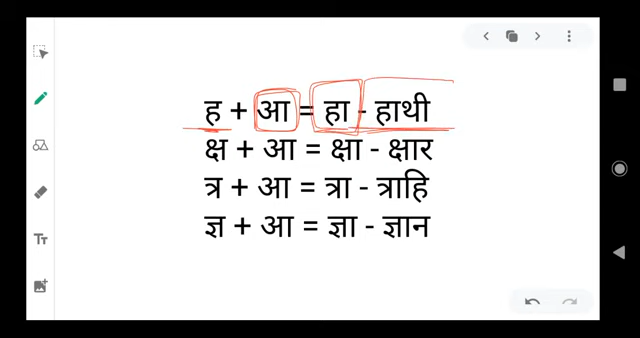 ह + आ = हा - हाथी
क्ष + आ = क्षा - क्षार
त्र + आ = त्रा - त्राहि
ज्ञ + आ = ज्ञा - ज्ञान